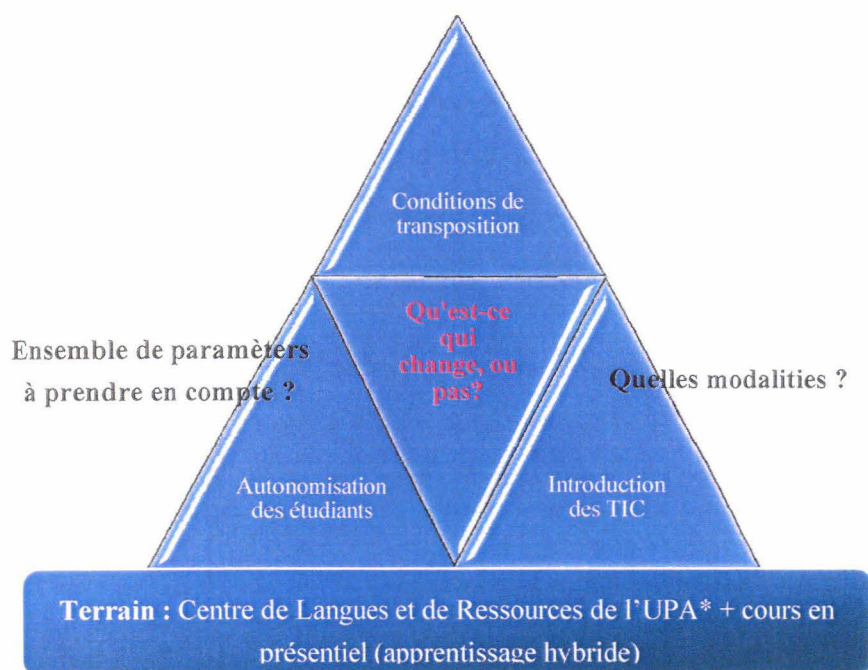 Conditions de
transposition
Qu'est-ce
qui
change, ou
pas?
Ensemble de paramèters
à prendre en compte ?
Quelles modalities ?
Autonomisation
des étudiants
Introduction
des TIC
Terrain : Centre de Langues et de Ressources de l'UPA* + cours en
présentiel (apprentissage hybride)